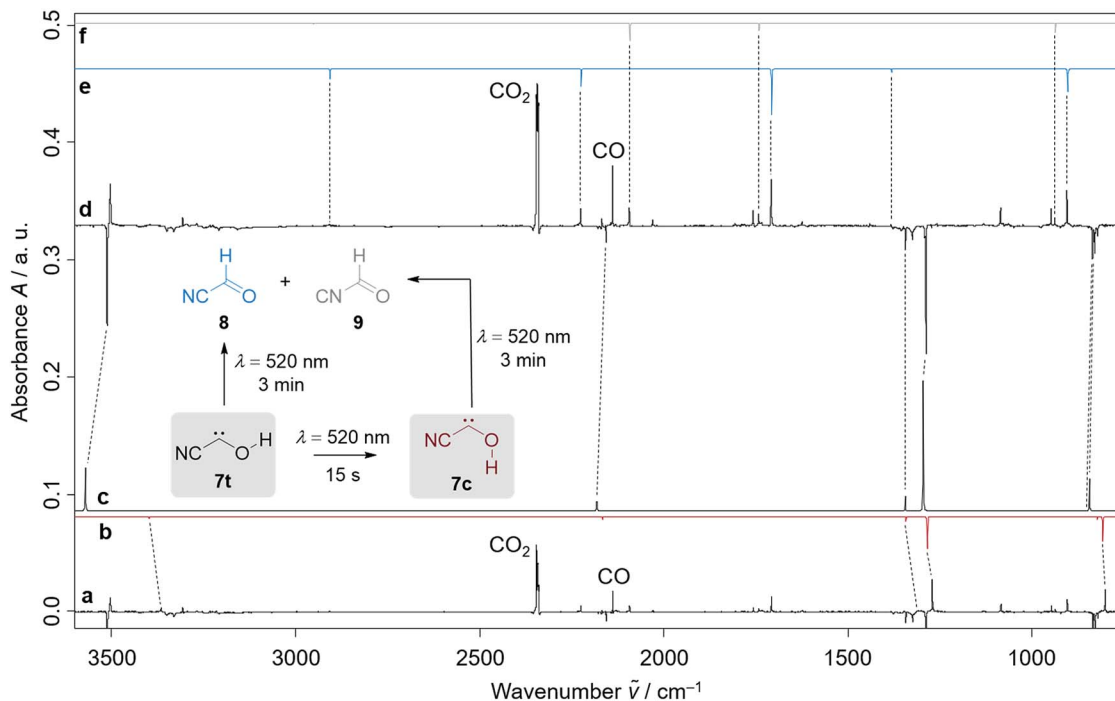 0.5
f
e
CO₂
0.4
CO
d
0.3
H
H
NC
O
+
CN
O
8
9
λ = 520 nm
3 min
λ = 520 nm
3 min
0.2
NC
O
H
λ = 520 nm
NC
O
7t
15 s
H
7c
0.1
c
b
CO₂
CO
a
0.0
3500
3000
2500
2000
1500
1000
Absorbance A / a. u.
Wavenumber ṽ / cm⁻¹